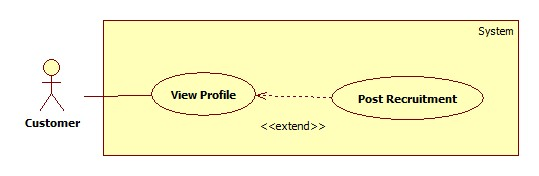 System
View Profile
Post Recruitment
Customer
<<extend>>